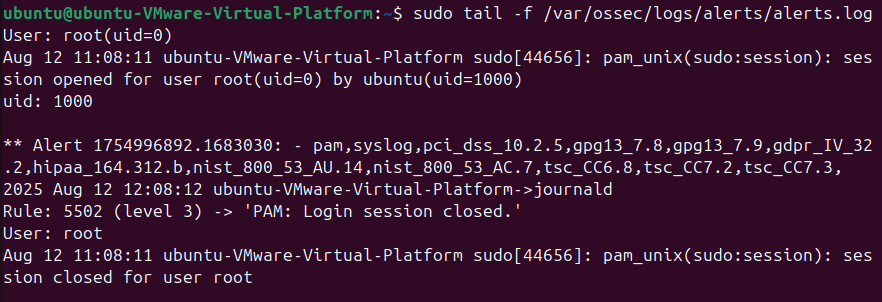 ubuntu@ubuntu-VMware-Virtual-Platform:~$ sudo tail -f /var/ossec/logs/alerts/alerts.log
User: root(uid=0)
Aug 12 11:08:11 ubuntu-VMware-Virtual-Platform sudo[44656]: pam_unix(sudo:session): ses
sion opened for user root(uid=0) by ubuntu(uid=1000)
uid: 1000

** Alert 1754996892.1683030: - pam,syslog,pci_dss_10.2.5,gpg13_7.8,gpg13_7.9,gdpr_IV_32
.2,hipaa_164.312.b,nist_800_53_AU.14,nist_800_53_AC.7,tsc_CC6.8,tsc_CC7.2,tsc_CC7.3,
2025 Aug 12 12:08:12 ubuntu-VMware-Virtual-Platform->journald
Rule: 5502 (level 3) -> 'PAM: Login session closed.'
User: root
Aug 12 11:08:11 ubuntu-VMware-Virtual-Platform sudo[44656]: pam_unix(sudo:session): ses
sion closed for user root